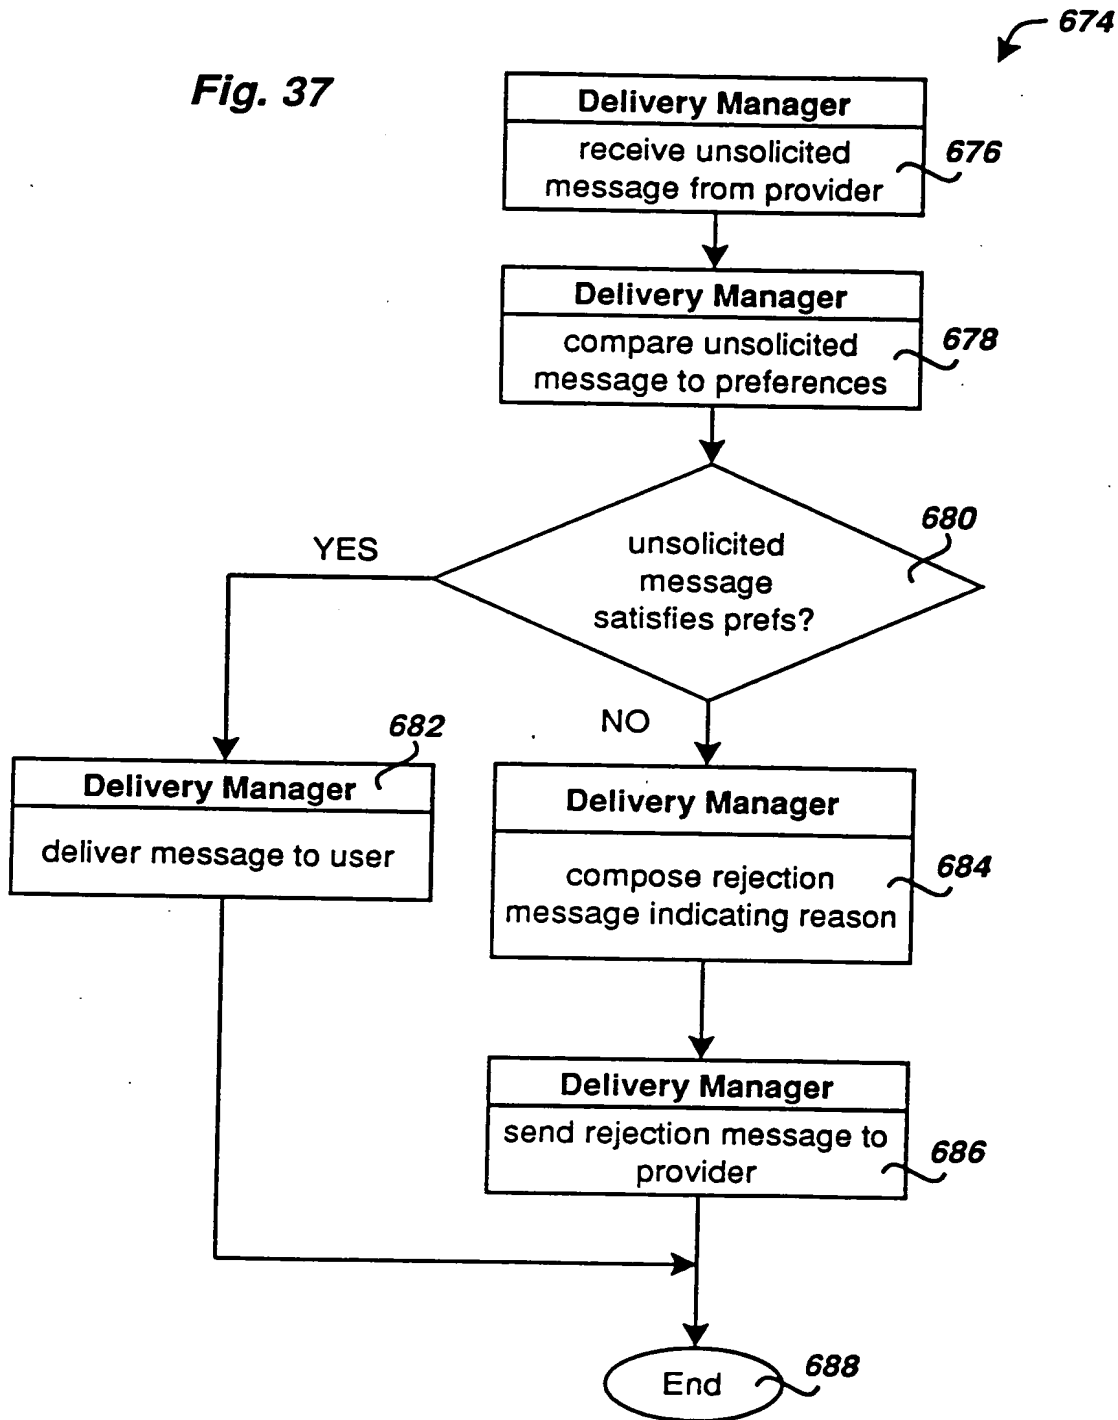 674
Fig. 37
Delivery Manager
receive unsolicited
message from provider
676
Delivery Manager
compare unsolicited
message to preferences
678
unsolicited
message
satisfies prefs?
680
YES
NO
682
Delivery Manager
deliver message to user
Delivery Manager
compose rejection
message indicating reason
684
Delivery Manager
send rejection message to
provider
686
End
688